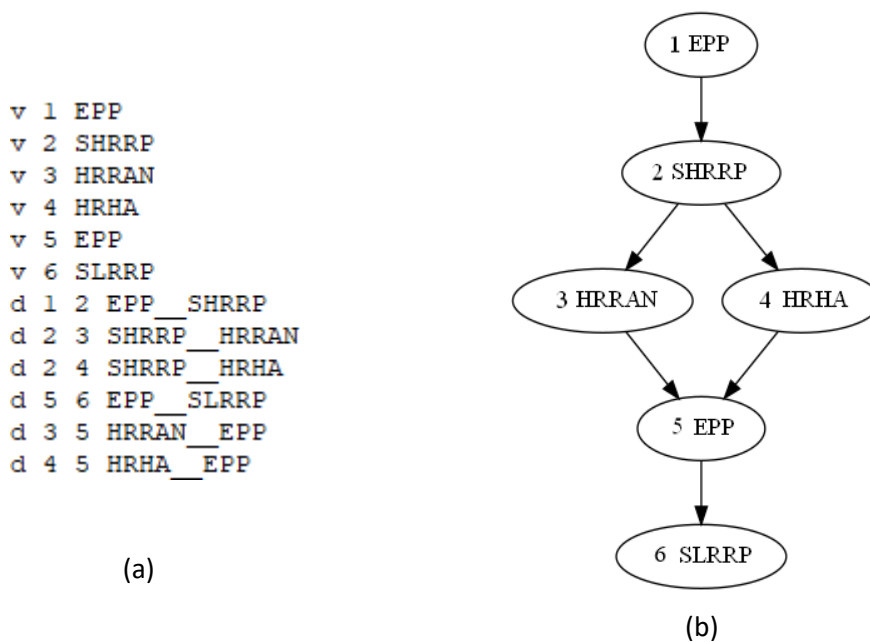 v 1 EPP
v 2 SHRRP
v 3 HRRAN
v 4 HRHA
v 5 EPP
v 6 SLRRP
d 1 2 EPP__SHRRP
d 2 3 SHRRP__HRRAN
d 2 4 SHRRP__HRHA
d 5 6 EPP__SLRRP
d 3 5 HRRAN__EPP
d 4 5 HRHA__EPP
(a)
1 EPP
2 SHRRP
3 HRRAN
4 HRHA
5 EPP
6 SLRRP
(b)